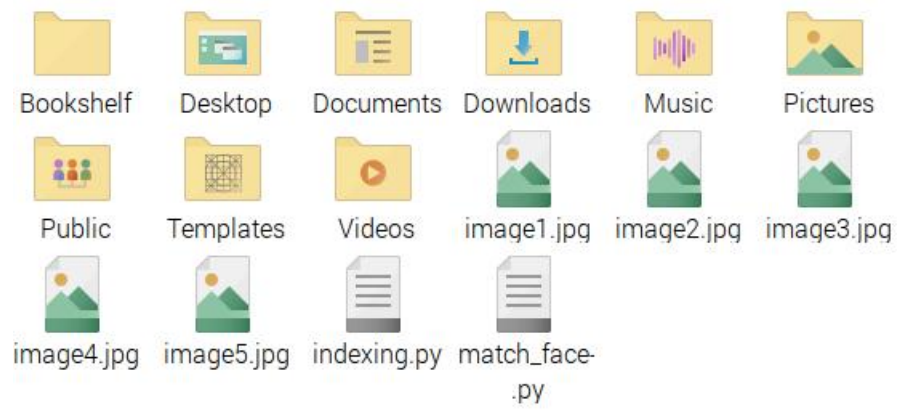 Bookshelf Desktop Documents Downloads Music Pictures
Public Templates Videos image1.jpg image2.jpg image3.jpg
image4.jpg image5.jpg indexing.py match_face-
.py